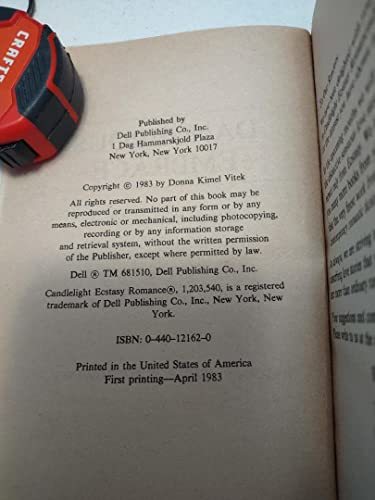 CRAFTS
Published by
Dell Publishing Co., Inc.
1 Dag Hammarskjold Plaza
New York, New York 10017
Copyright © 1983 by Donna Kimel Vitek
All rights reserved. No part of this book may be
reproduced or transmitted in any form or by any
means, electronic or mechanical, including photocopying,
recording or by any information storage
and retrieval system, without the written permission
of the Publisher, except where permitted by law.
Dell ® TM 681510, Dell Publishing Co., Inc.
Candlelight Ecstasy Romance®, 1,203,540, is a registered
trademark of Dell Publishing Co., Inc., New York, New
York.
ISBN: 0-440-12162-0
Printed in the United States of America
First printing—April 1983